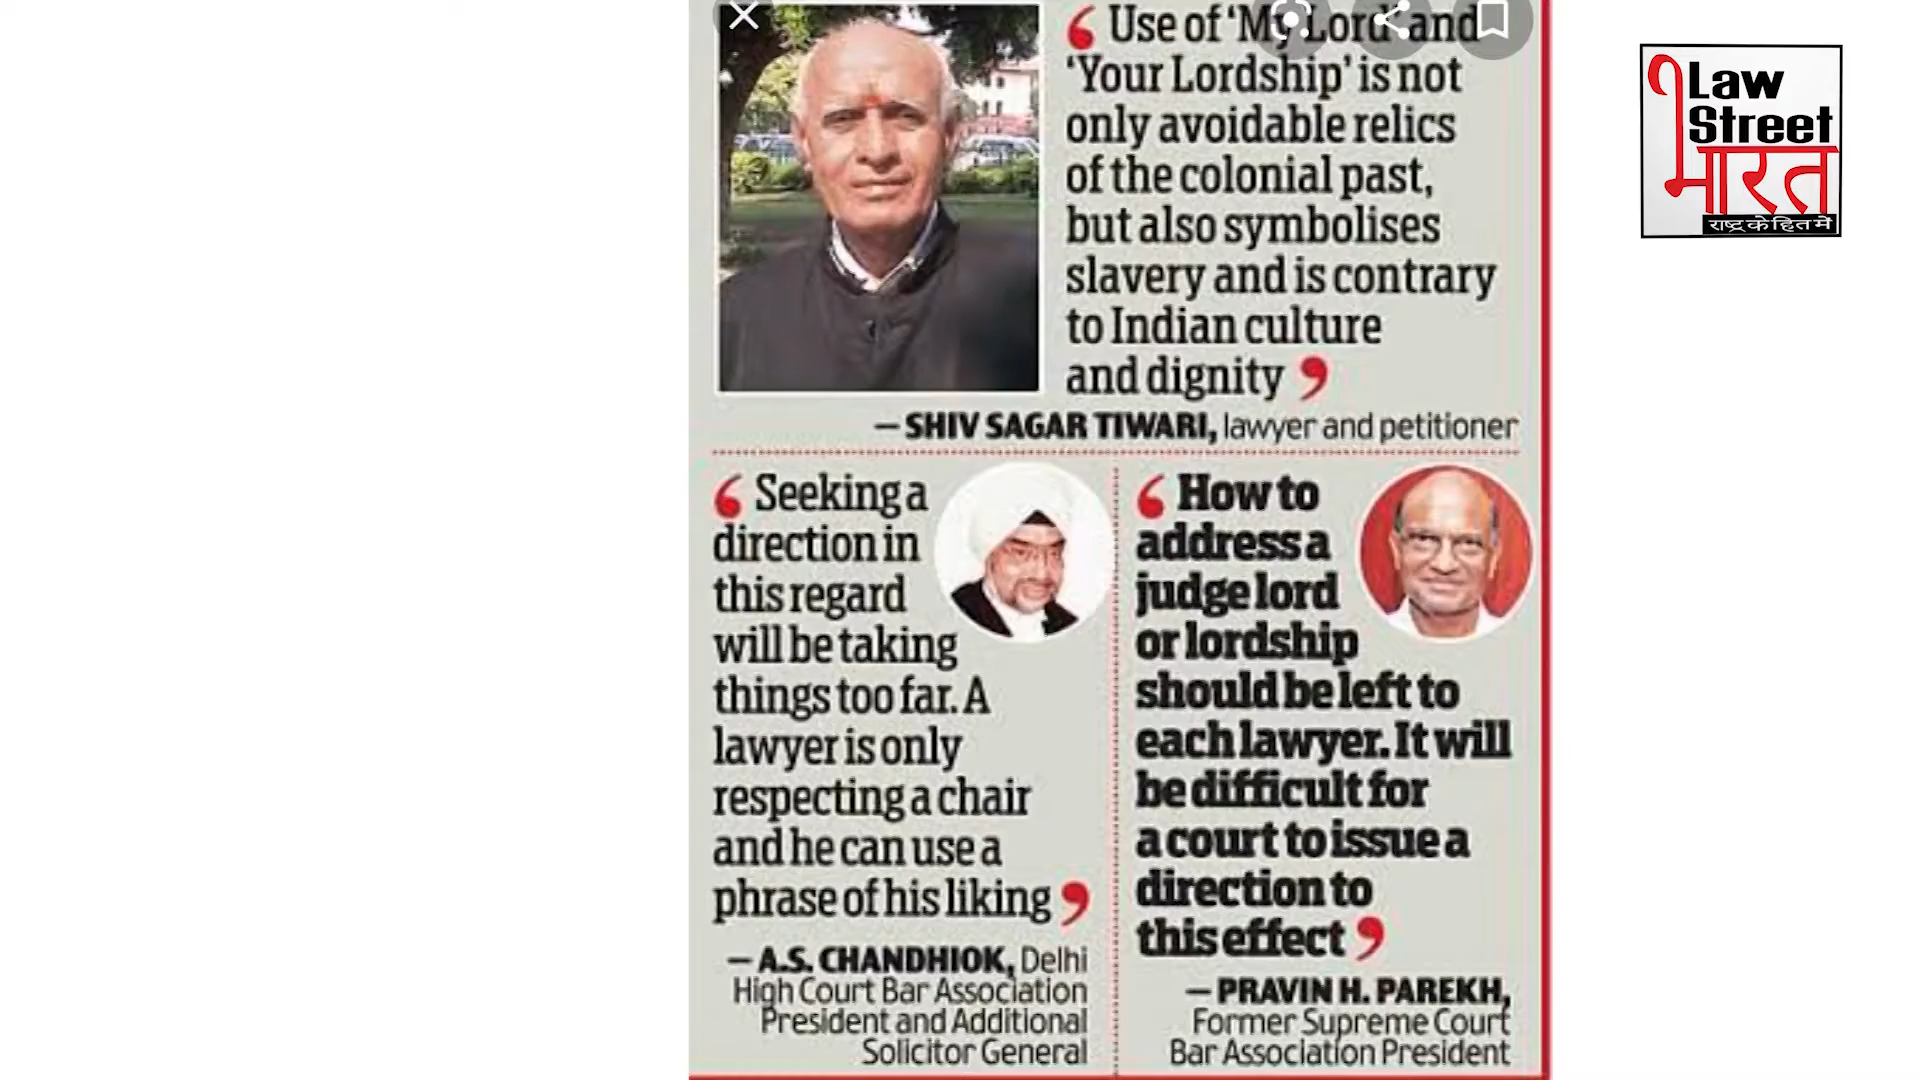 ‘ Use of ‘My Lord’ and
‘Your Lordship’ is not
only avoidable relics
of the colonial past,
but also symbolises
slavery and is contrary
to Indian culture
and dignity ’
— SHIV SAGAR TIWARI, lawyer and petitioner
‘ Seeking a
direction in
this regard
will be taking
things too far. A
lawyer is only
respecting a chair
and he can use a
phrase of his liking ’
— A.S. CHANDHIOK, Delhi
High Court Bar Association
President and Additional
Solicitor General
‘ How to
address a
judge lord
or lordship
should be left to
each lawyer. It will
be difficult for
a court to issue a
direction to
this effect ’
— PRAVIN H. PAREKH,
Former Supreme Court
Bar Association President
Law
Street
भारत
राष्ट्र के हित में